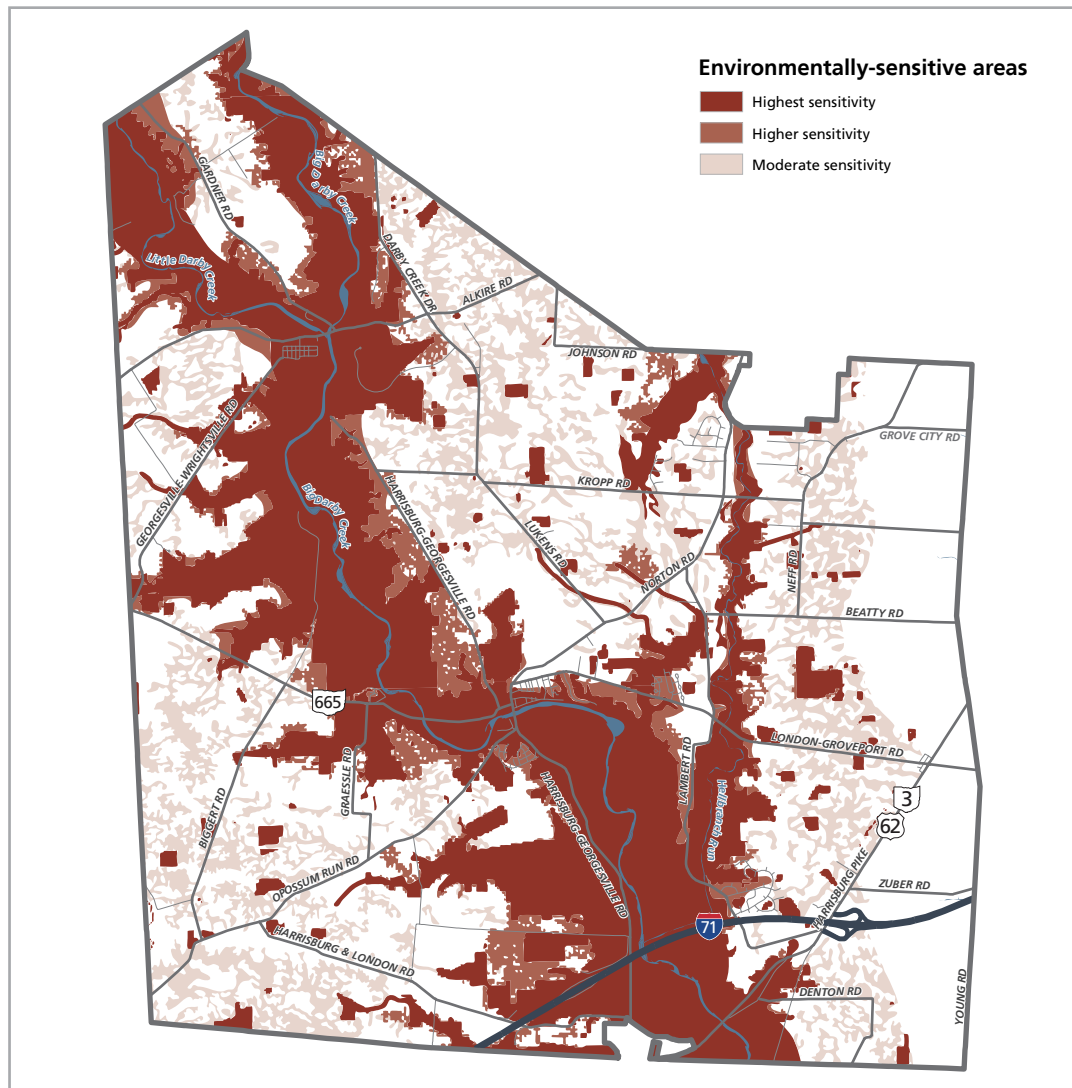 Environmentally-sensitive areas
Highest sensitivity
Higher sensitivity
Moderate sensitivity
Big Darby Creek
GARDNER RD
Little Darby Creek
DARBY CREEK DR
ALKIRE RD
JOHNSON RD
GROVE CITY RD
GEORGESVILLE-WRIGHTSVILLE RD
KROPP RD
HARRISBURG-GEORGESVILLE RD
Big Darby Creek
LUKENS RD
NORTON RD
NEFF RD
BEATTY RD
665
LONDON-GROVEPORT RD
LAMBERT RD
GRAESSLE RD
BIGGERT RD
HARRISBURG-GEORGESVILLE RD
Hellbranch Run
3
62
OPOSSUM RUN RD
HARRISBURG PIKE
ZUBER RD
71
HARRISBURG & LONDON RD
DENTON RD
YOUNG RD